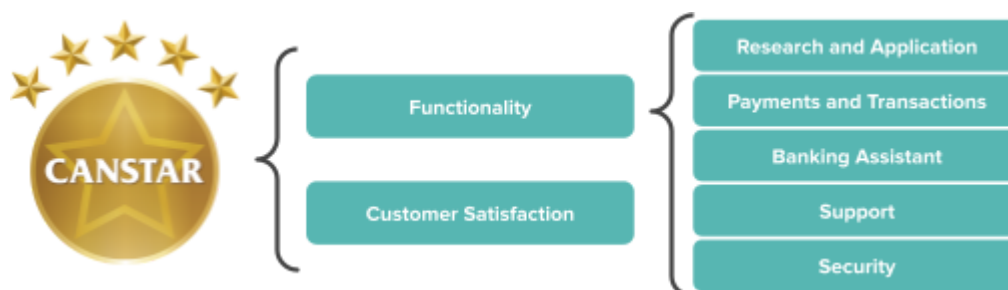 CANSTAR
Functionality
Customer Satisfaction
Research and Application
Payments and Transactions
Banking Assistant
Support
Security